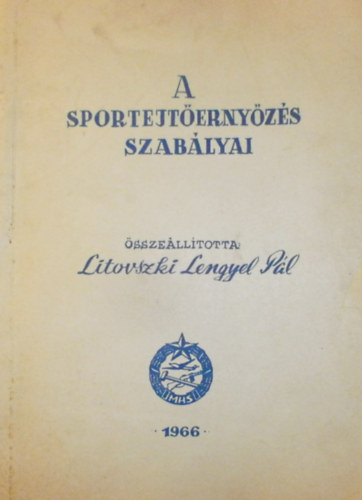 A
SPORTEJTŐERNYŐZÉS
SZABÁLYAI
ÖSSZEÁLLÍTOTTA:
Litovszki Lengyel Pál
MHS
· 1966 ·